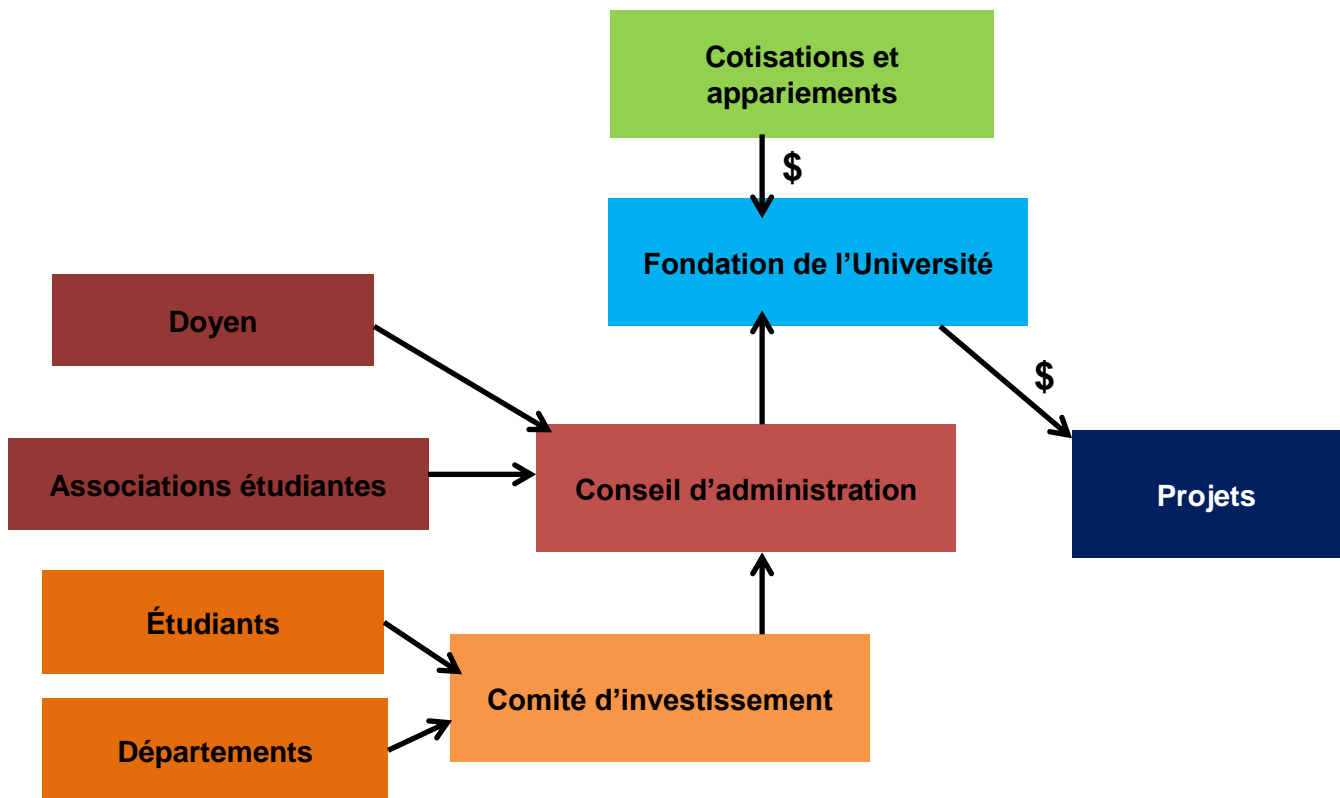 Cotisations et
appariements
$
Fondation de l’Université
Doyen
$
Associations étudiantes
Conseil d’administration
Projets
Étudiants
Comité d’investissement
Départements